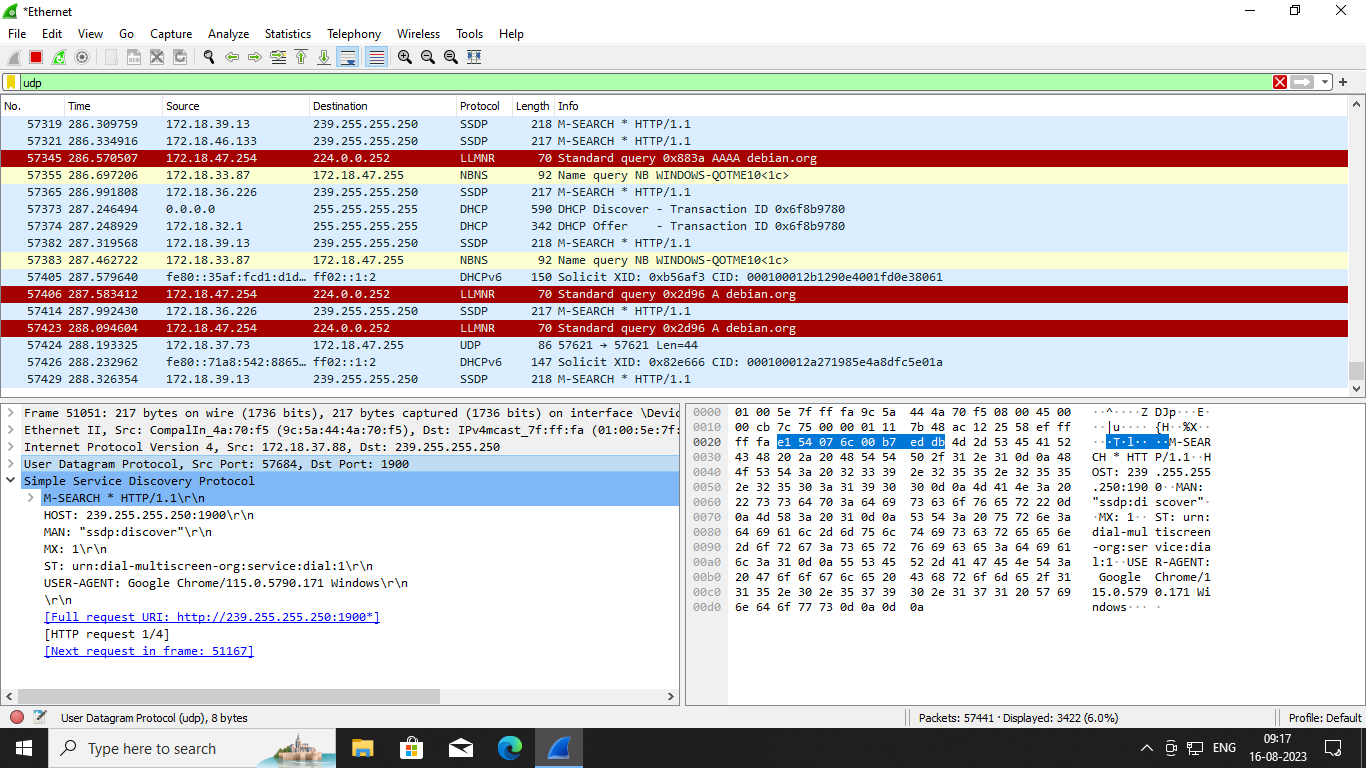 *Ethernet
File Edit View Go Capture Analyze Statistics Telephony Wireless Tools Help
udp
No. Time Source Destination Protocol Length Info
57319 286.309759 172.18.39.13 239.255.255.250 SSDP 218 M-SEARCH * HTTP/1.1
57321 286.334916 172.18.46.133 239.255.255.250 SSDP 217 M-SEARCH * HTTP/1.1
57345 286.570507 172.18.47.254 224.0.0.252 LLMNR 70 Standard query 0x883a AAAA debian.org
57355 286.697206 172.18.33.87 172.18.47.255 NBNS 92 Name query NB WINDOWS-QOTME10<1c>
57365 286.991808 172.18.36.226 239.255.255.250 SSDP 217 M-SEARCH * HTTP/1.1
57373 287.246494 0.0.0.0 255.255.255.255 DHCP 590 DHCP Discover - Transaction ID 0x6f8b9780
57374 287.248929 172.18.32.1 255.255.255.255 DHCP 342 DHCP Offer - Transaction ID 0x6f8b9780
57382 287.319568 172.18.39.13 239.255.255.250 SSDP 218 M-SEARCH * HTTP/1.1
57383 287.462722 172.18.33.87 172.18.47.255 NBNS 92 Name query NB WINDOWS-QOTME10<1c>
57405 287.579640 fe80::35af:fcd1:d1d… ff02::1:2 DHCPv6 150 Solicit XID: 0xb56af3 CID: 000100012b1290e4001fd0e38061
57406 287.583412 172.18.47.254 224.0.0.252 LLMNR 70 Standard query 0x2d96 A debian.org
57414 287.992430 172.18.36.226 239.255.255.250 SSDP 217 M-SEARCH * HTTP/1.1
57423 288.094604 172.18.47.254 224.0.0.252 LLMNR 70 Standard query 0x2d96 A debian.org
57424 288.193325 172.18.37.73 172.18.47.255 UDP 86 57621 → 57621 Len=44
57426 288.232962 fe80::71a8:542:8865… ff02::1:2 DHCPv6 147 Solicit XID: 0x82e666 CID: 000100012a271985e4a8dfc5e01a
57429 288.326354 172.18.39.13 239.255.255.250 SSDP 218 M-SEARCH * HTTP/1.1
Frame 51051: 217 bytes on wire (1736 bits), 217 bytes captured (1736 bits) on interface \Devic
Ethernet II, Src: CompalIn_4a:70:f5 (9c:5a:44:4a:70:f5), Dst: IPv4mcast_7f:ff:fa (01:00:5e:7f:
Internet Protocol Version 4, Src: 172.18.37.88, Dst: 239.255.255.250
User Datagram Protocol, Src Port: 57684, Dst Port: 1900
Simple Service Discovery Protocol
M-SEARCH * HTTP/1.1\r\n
HOST: 239.255.255.250:1900\r\n
MAN: "ssdp:discover"\r\n
MX: 1\r\n
ST: urn:dial-multiscreen-org:service:dial:1\r\n
USER-AGENT: Google Chrome/115.0.5790.171 Windows\r\n
\r\n
[Full request URI: http://239.255.255.250:1900*]
[HTTP request 1/4]
[Next request in frame: 51167]
0000 01 00 5e 7f ff fa 9c 5a 44 4a 70 f5 08 00 45 00 ··^····Z DJp···E·
0010 00 cb 7c 75 00 00 01 11 7b 48 ac 12 25 58 ef ff ··|u···· {H··%X··
0020 ff fa e1 54 07 6c 00 b7 ed db 4d 2d 53 45 41 52 ···T·l·· ··M-SEAR
0030 43 48 20 2a 20 48 54 54 50 2f 31 2e 31 0d 0a 48 CH * HTT P/1.1··H
0040 4f 53 54 3a 20 32 33 39 2e 32 35 35 2e 32 35 35 OST: 239 .255.255
0050 2e 32 35 30 3a 31 39 30 30 0d 0a 4d 41 4e 3a 20 .250:190 0··MAN:
0060 22 73 73 64 70 3a 64 69 73 63 6f 76 65 72 22 0d "ssdp:di scover"·
0070 0a 4d 58 3a 20 31 0d 0a 53 54 3a 20 75 72 6e 3a ·MX: 1·· ST: urn:
0080 64 69 61 6c 2d 6d 75 6c 74 69 73 63 72 65 65 6e dial-mul tiscreen
0090 2d 6f 72 67 3a 73 65 72 76 69 63 65 3a 64 69 61 -org:ser vice:dia
00a0 6c 3a 31 0d 0a 55 53 45 52 2d 41 47 45 4e 54 3a l:1··USE R-AGENT:
00b0 20 47 6f 6f 67 6c 65 20 43 68 72 6f 6d 65 2f 31 Google Chrome/1
00c0 31 35 2e 30 2e 35 37 39 30 2e 31 37 31 20 57 69 15.0.579 0.171 Wi
00d0 6e 64 6f 77 73 0d 0a 0d 0a ndows··· ·
User Datagram Protocol (udp), 8 bytes
Packets: 57441 · Displayed: 3422 (6.0%)
Profile: Default
Type here to search
ENG
09:17
16-08-2023